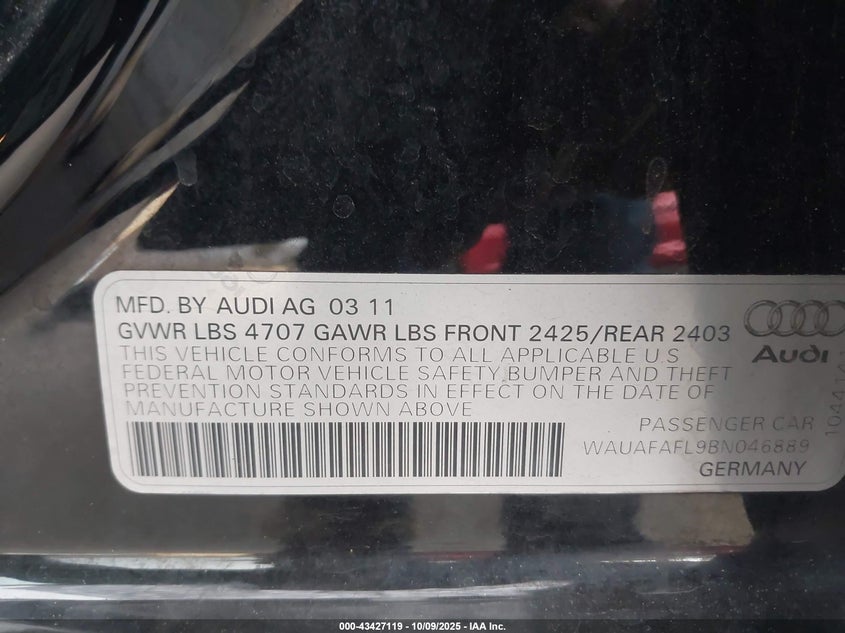 MFD. BY AUDI AG 03 11
GVWR LBS 4707 GAWR LBS FRONT 2425/REAR 2403
THIS VEHICLE CONFORMS TO ALL APPLICABLE U S
FEDERAL MOTOR VEHICLE SAFETY,BUMPER AND THEFT
PREVENTION STANDARDS IN EFFECT ON THE DATE OF
MANUFACTURE SHOWN ABOVE
Audi
PASSENGER CAR
WAUAFAFL9BN046889
GERMANY
000-43427119 - 10/09/2025 - IAA Inc.